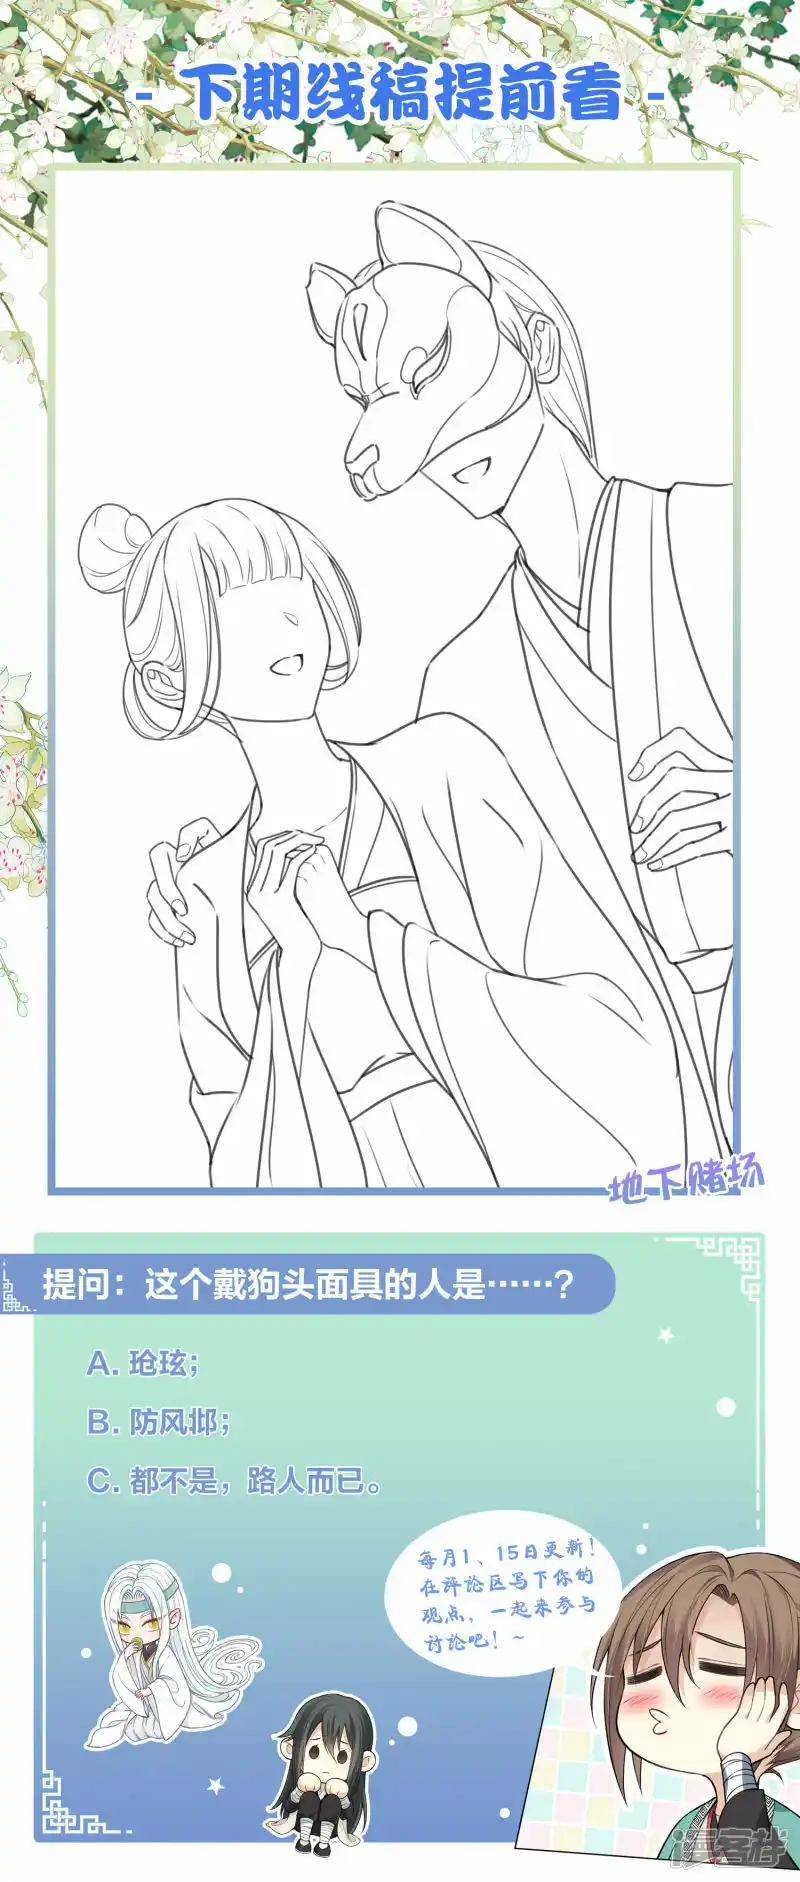 - 下期线稿提前看 -
地下赌场
提问：这个戴狗头面具的人是……？
A. 玱玹；
B. 防风邶；
C. 都不是，路人而已。
每月1、15日更新！
在评论区写下你的
观点，一起来参与
讨论吧！~
漫客栈